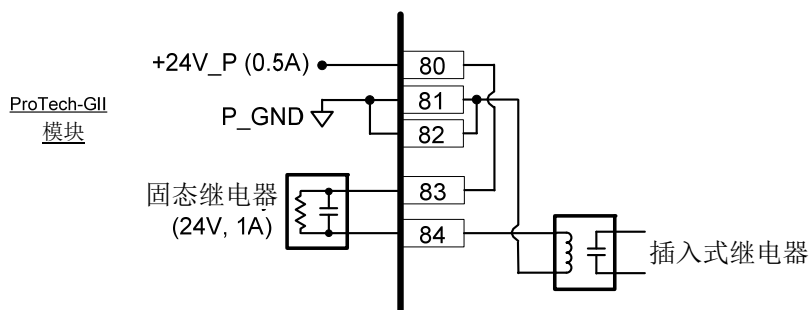 +24V_P (0.5A)
80
ProTech-GII
模块
P_GND
81
82
固态继电器
(24V, 1A)
83
84
插入式继电器